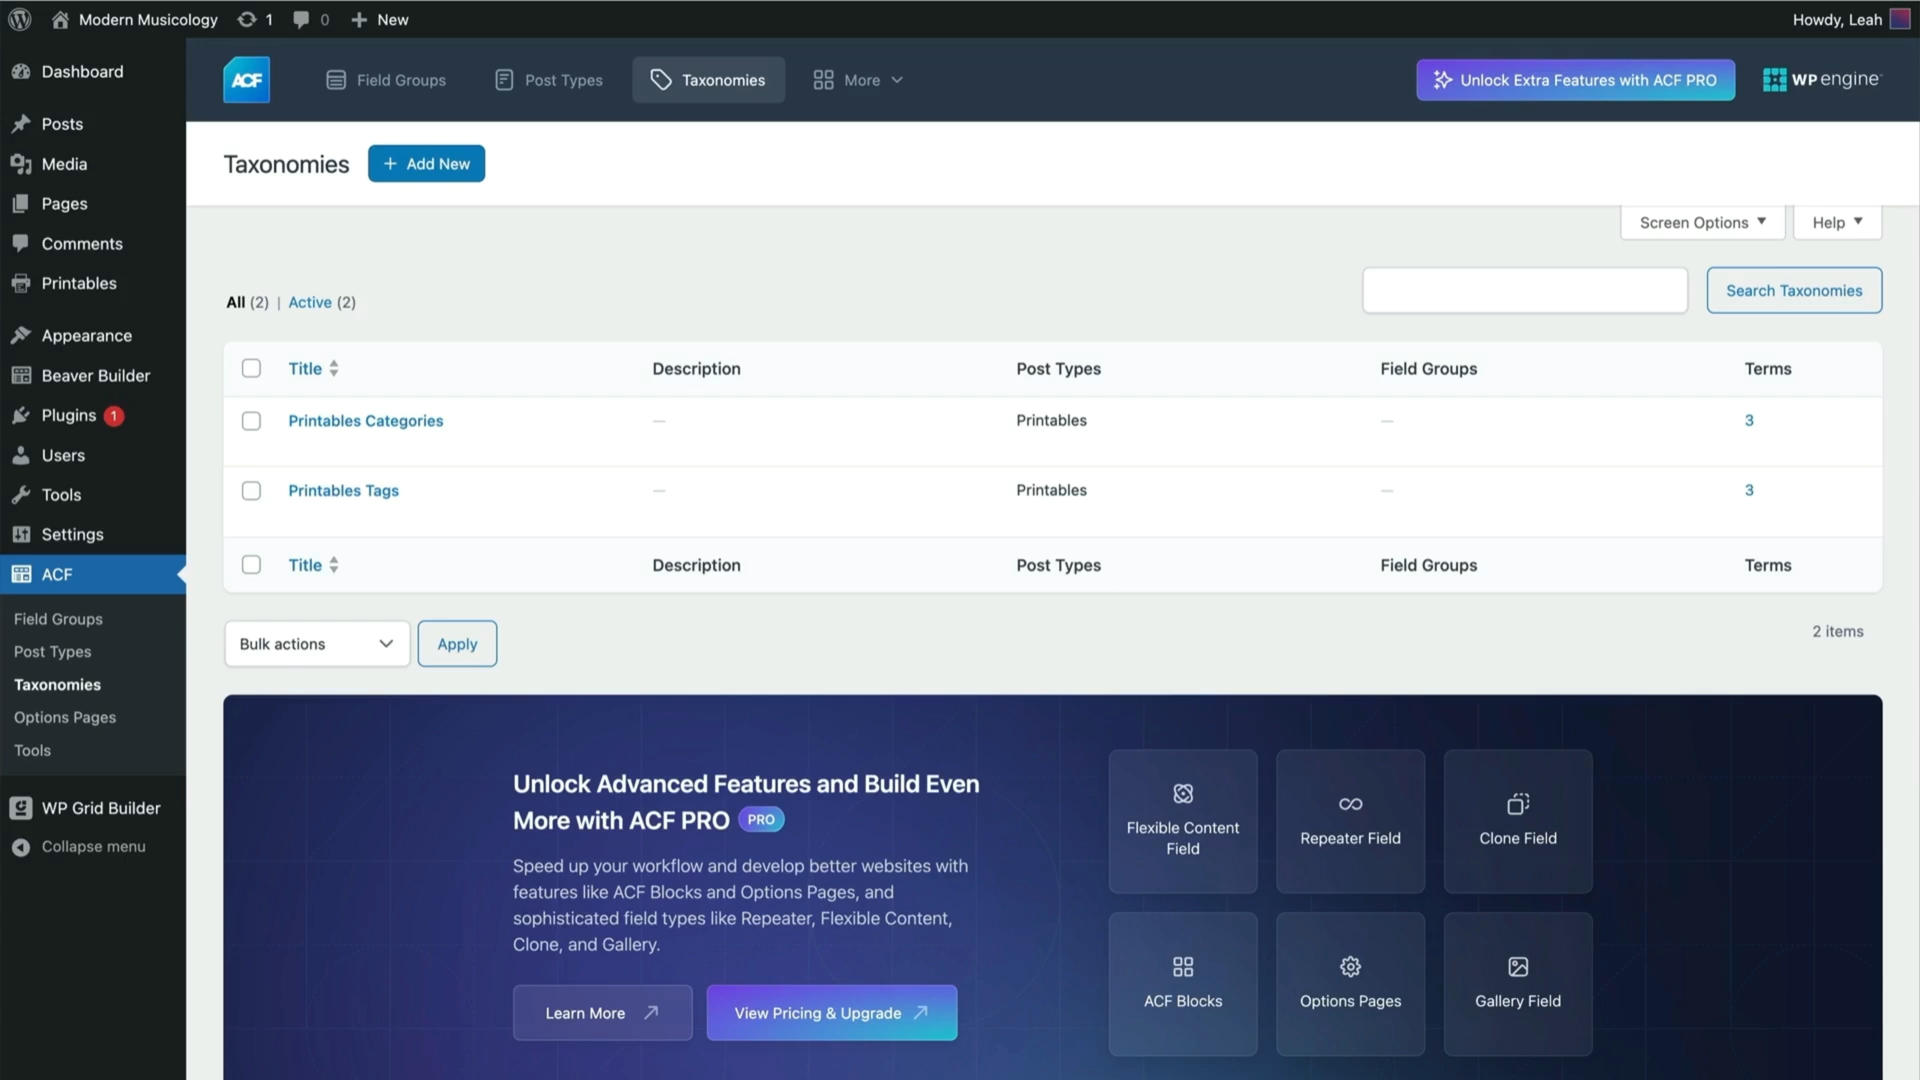 Modern Musicology 1 0 New Howdy, Leah
Dashboard
Posts
Media
Pages
Comments
Printables
Appearance
Beaver Builder
Plugins 1
Users
Tools
Settings
ACF
Field Groups
Post Types
Taxonomies
Options Pages
Tools
WP Grid Builder
Collapse menu
ACF Field Groups Post Types Taxonomies More Unlock Extra Features with ACF PRO WP engine
Taxonomies + Add New
Screen Options Help
All (2) | Active (2) Search Taxonomies
Title Description Post Types Field Groups Terms
Printables Categories — Printables — 3
Printables Tags — Printables — 3
Title Description Post Types Field Groups Terms
Bulk actions Apply 2 items
Unlock Advanced Features and Build Even
More with ACF PRO PRO
Speed up your workflow and develop better websites with
features like ACF Blocks and Options Pages, and
sophisticated field types like Repeater, Flexible Content,
Clone, and Gallery.
Learn More View Pricing & Upgrade
Flexible Content
Field
Repeater Field
Clone Field
ACF Blocks
Options Pages
Gallery Field